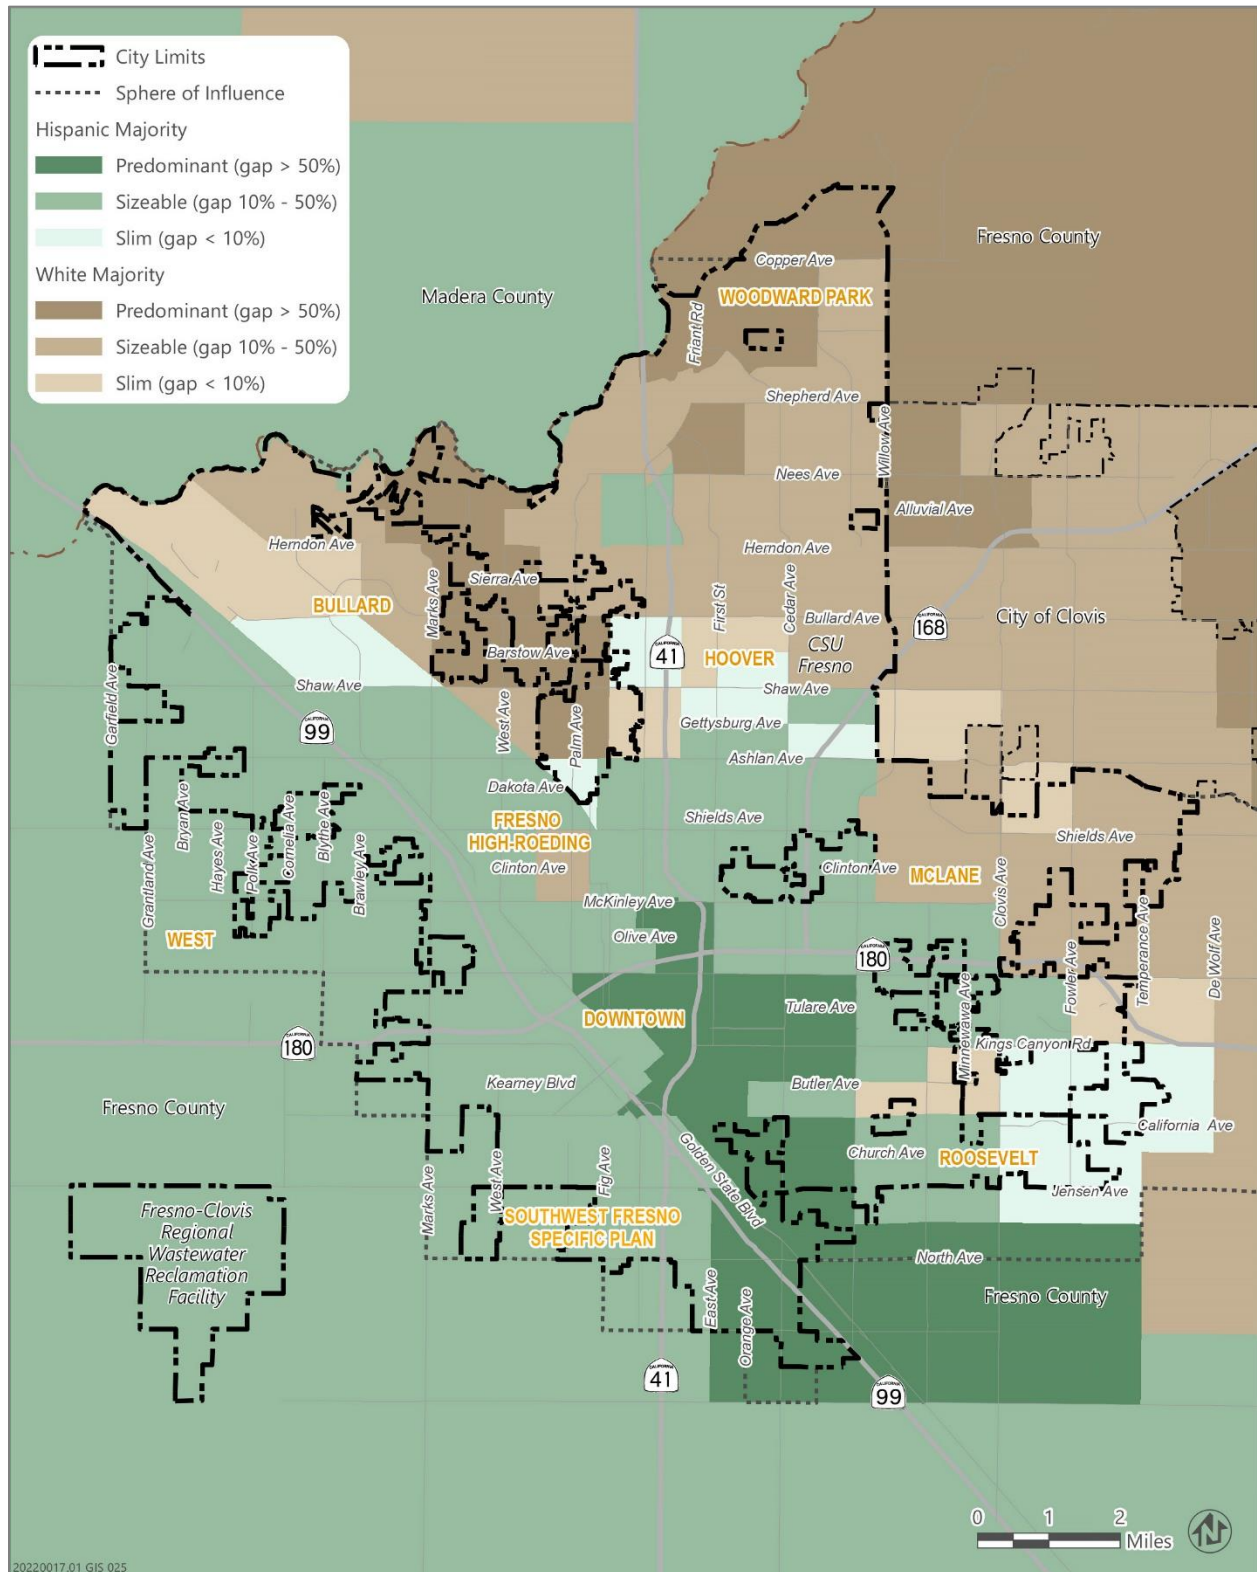 City Limits
Sphere of Influence
Hispanic Majority
Predominant (gap > 50%)
Sizeable (gap 10% - 50%)
Slim (gap < 10%)
White Majority
Predominant (gap > 50%)
Sizeable (gap 10% - 50%)
Slim (gap < 10%)
Fresno County
Copper Ave
Madera County
WOODWARD PARK
Friant Rd
Shepherd Ave
Willow Ave
Nees Ave
Alluvial Ave
Herndon Ave
Herndon Ave
Sierra Ave
Marks Ave
BULLARD
First St
Cedar Ave
Bullard Ave
CALIFORNIA
168
City of Clovis
Barstow Ave
CALIFORNIA
41
HOOVER
CSU
Fresno
Shaw Ave
Shaw Ave
Garfield Ave
CALIFORNIA
99
West Ave
Palm Ave
Gettysburg Ave
Ashlan Ave
Dakota Ave
FRESNO
HIGH-ROEDING
Shields Ave
Shields Ave
Bryan Ave
Cornelia Ave
Blythe Ave
Hayes Ave
Polk Ave
Grantland Ave
Brawley Ave
Clinton Ave
Clinton Ave
MCLANE
Clovis Ave
McKinley Ave
WEST
Olive Ave
CALIFORNIA
180
Fowler Ave
Temperance Ave
De Wolf Ave
Tulare Ave
DOWNTOWN
Minnewawa Ave
Kings Canyon Rd
CALIFORNIA
180
Kearney Blvd
Butler Ave
Fresno County
California Ave
Golden State Blvd
Church Ave
ROOSEVELT
Marks Ave
West Ave
Fig Ave
Jensen Ave
Fresno-Clovis
Regional
Wastewater
Reclamation
Facility
SOUTHWEST FRESNO
SPECIFIC PLAN
North Ave
East Ave
Orange Ave
Fresno County
CALIFORNIA
41
CALIFORNIA
99
0 1 2
Miles
N
20220017.01 GIS 025